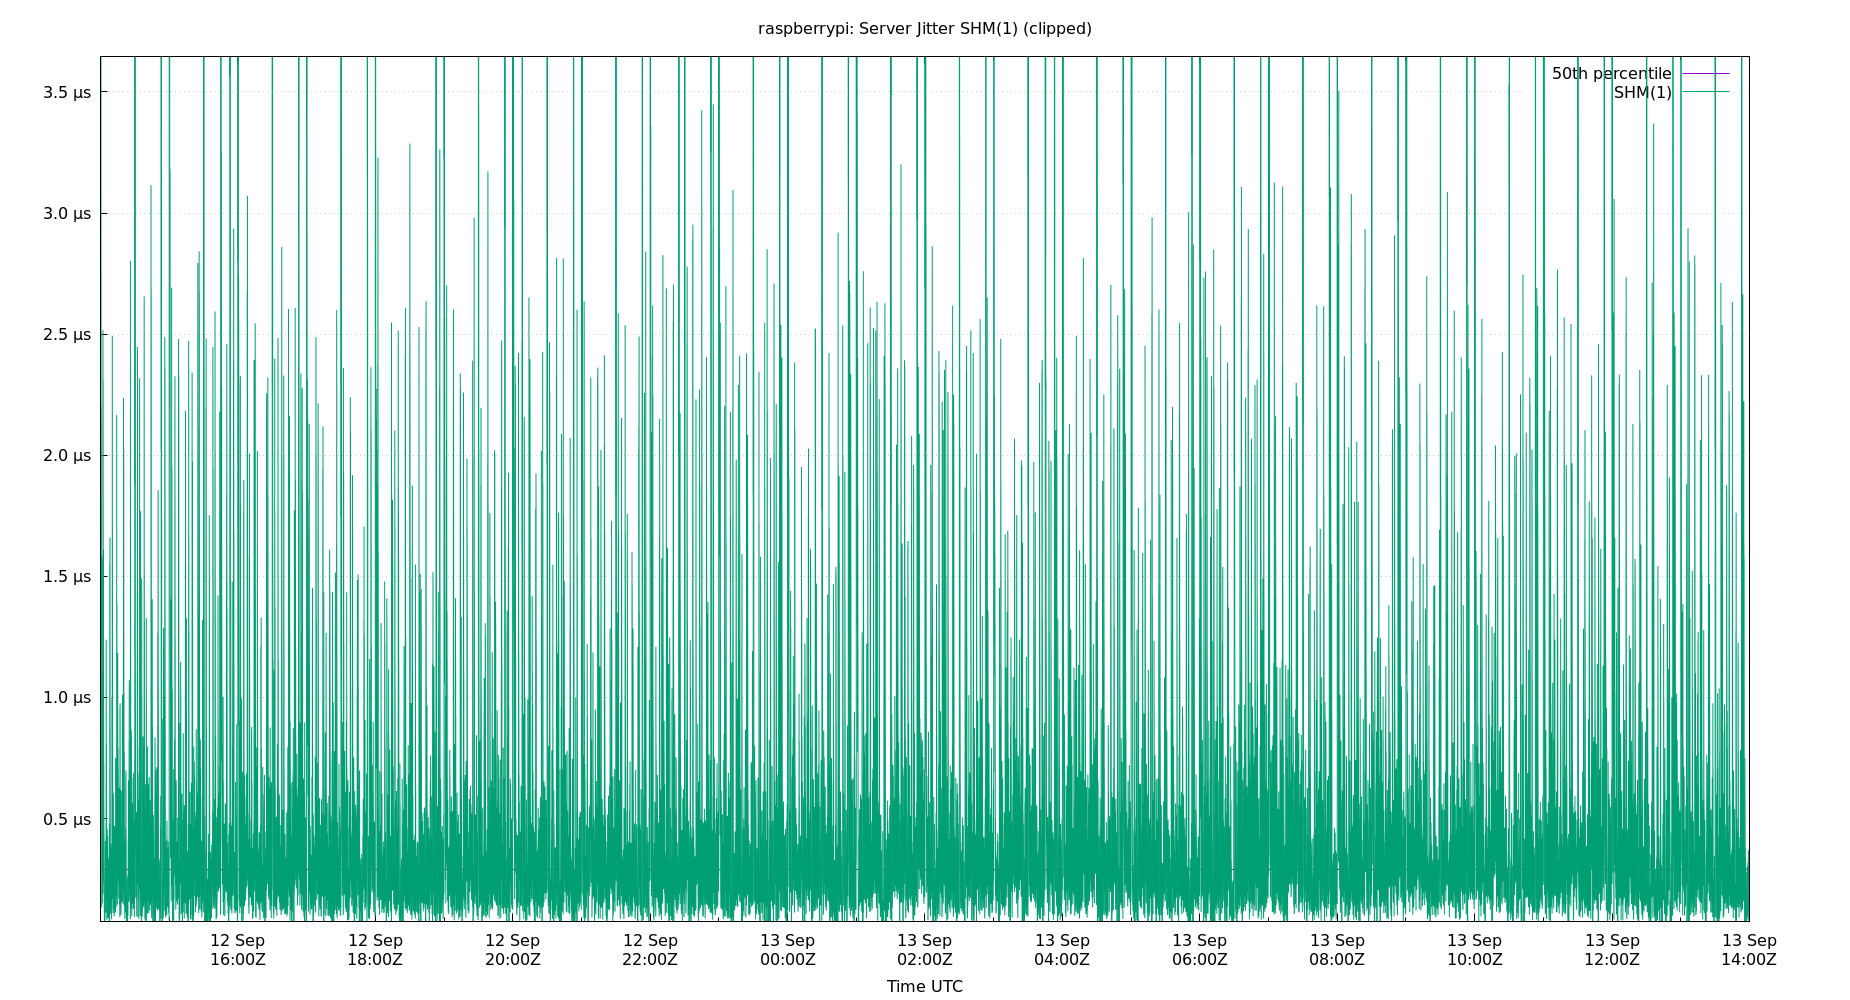 raspberrypi: Server Jitter SHM(1) (clipped)
50th percentile
SHM(1)
3.5 µs
3.0 µs
2.5 µs
2.0 µs
1.5 µs
1.0 µs
0.5 µs
12 Sep 12 Sep 12 Sep 12 Sep 13 Sep 13 Sep 13 Sep 13 Sep 13 Sep 13 Sep 13 Sep 13 Sep
16:00Z 18:00Z 20:00Z 22:00Z 00:00Z 02:00Z 04:00Z 06:00Z 08:00Z 10:00Z 12:00Z 14:00Z
Time UTC